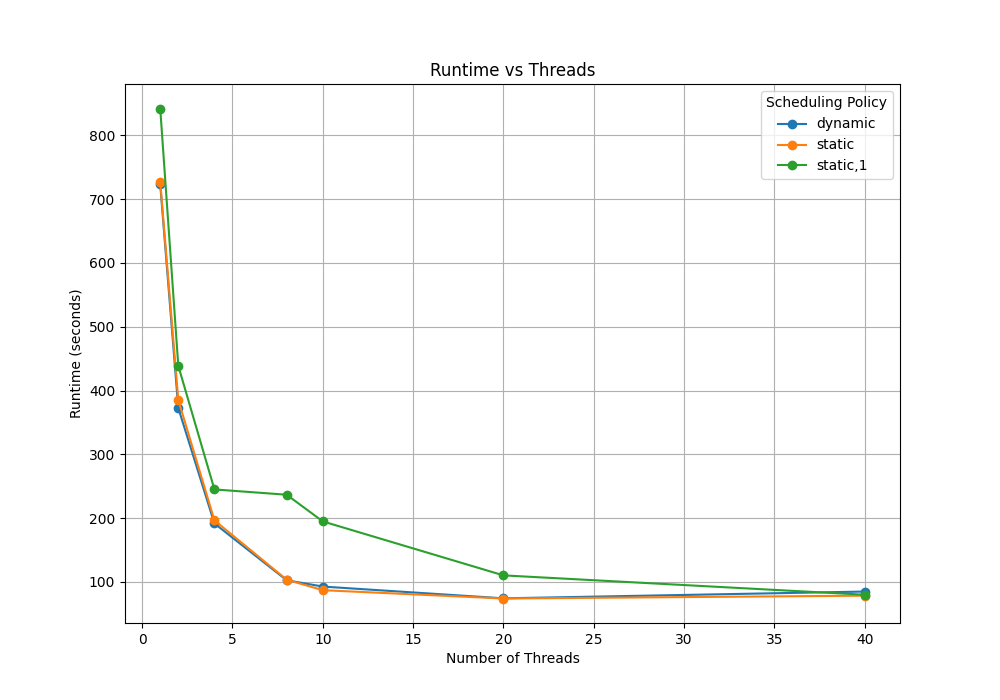 Runtime vs Threads
Scheduling Policy
dynamic
static
static,1
Runtime (seconds)
800
700
600
500
400
300
200
100
0 5 10 15 20 25 30 35 40
Number of Threads